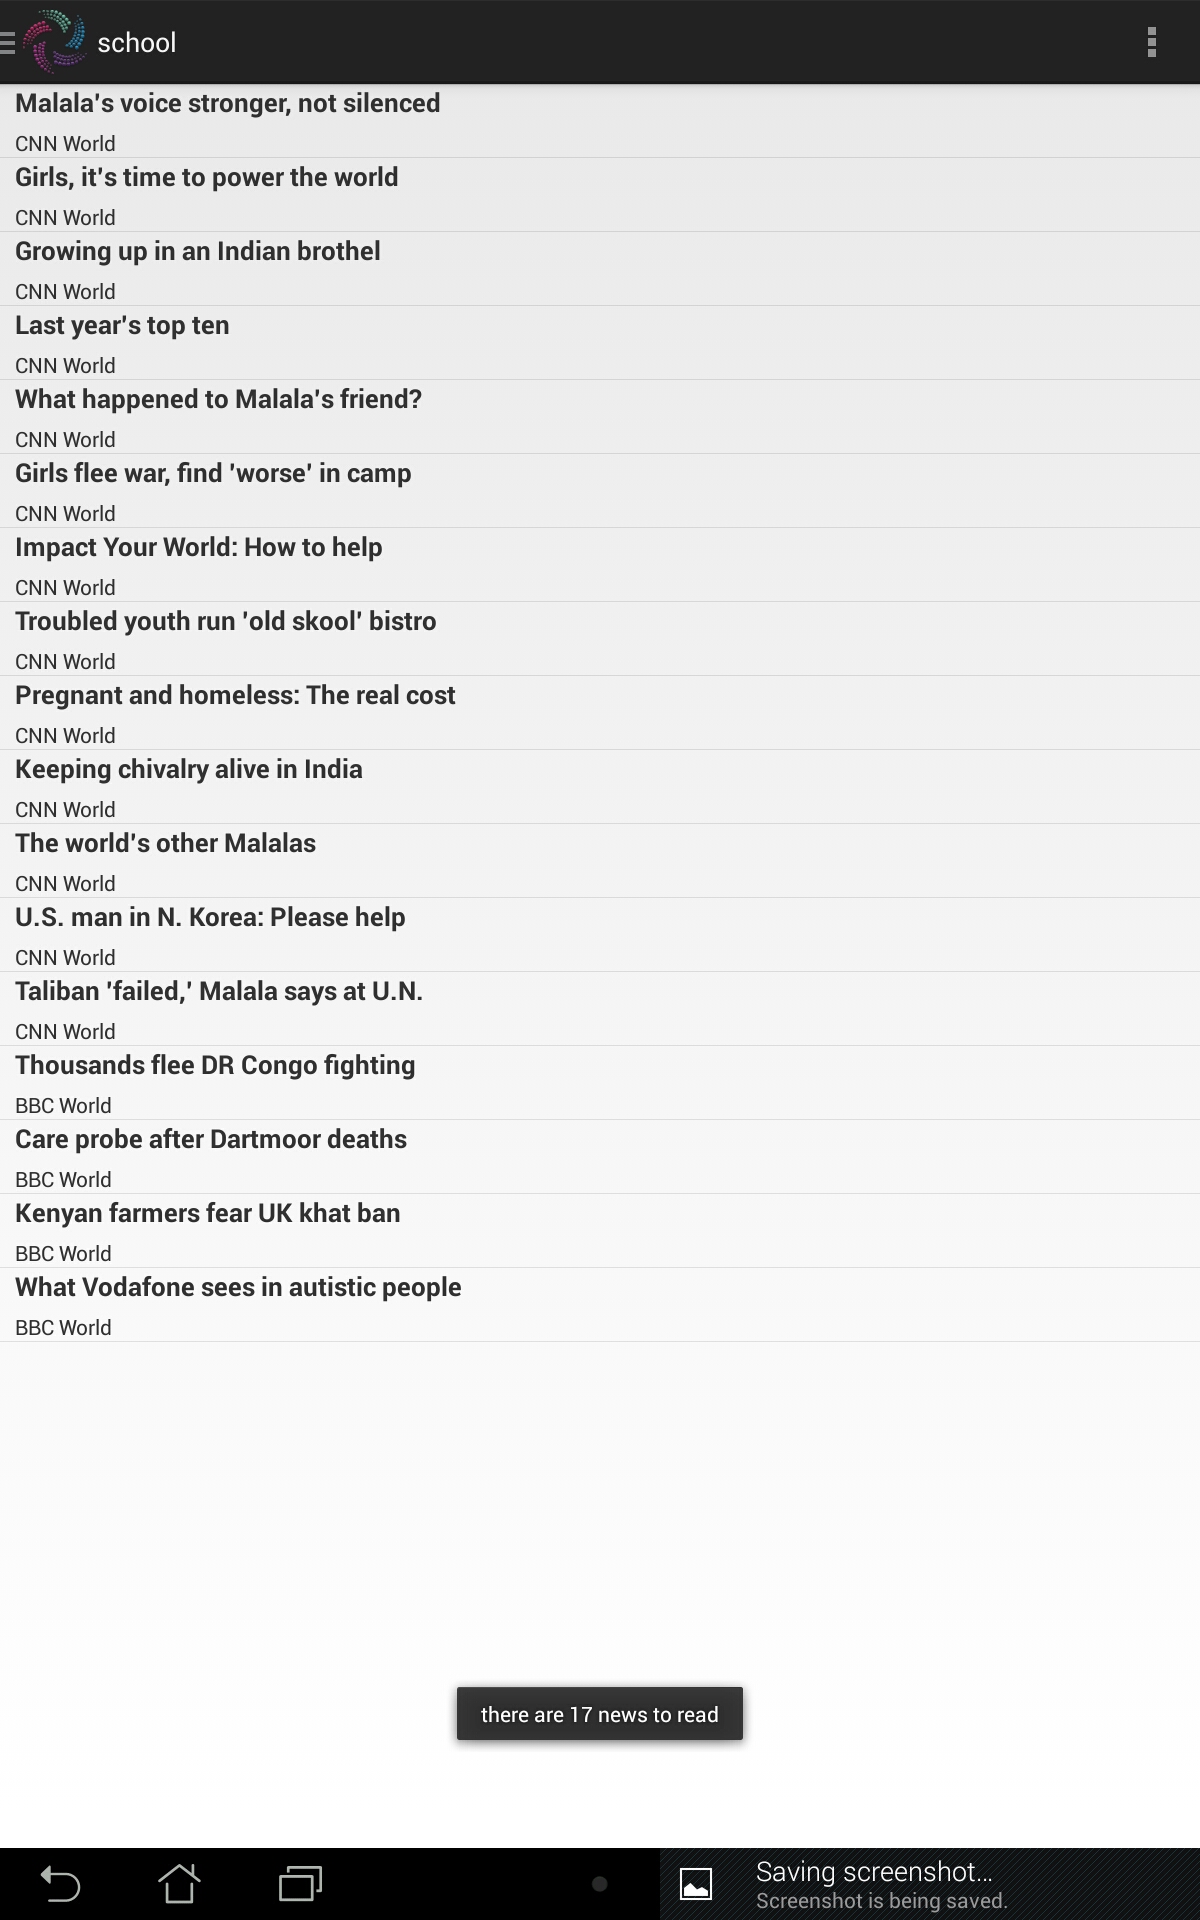 school
Malala's voice stronger, not silenced
CNN World
Girls, it's time to power the world
CNN World
Growing up in an Indian brothel
CNN World
Last year's top ten
CNN World
What happened to Malala's friend?
CNN World
Girls flee war, find 'worse' in camp
CNN World
Impact Your World: How to help
CNN World
Troubled youth run 'old skool' bistro
CNN World
Pregnant and homeless: The real cost
CNN World
Keeping chivalry alive in India
CNN World
The world's other Malalas
CNN World
U.S. man in N. Korea: Please help
CNN World
Taliban 'failed,' Malala says at U.N.
CNN World
Thousands flee DR Congo fighting
BBC World
Care probe after Dartmoor deaths
BBC World
Kenyan farmers fear UK khat ban
BBC World
What Vodafone sees in autistic people
BBC World
there are 17 news to read
Saving screenshot...
Screenshot is being saved.